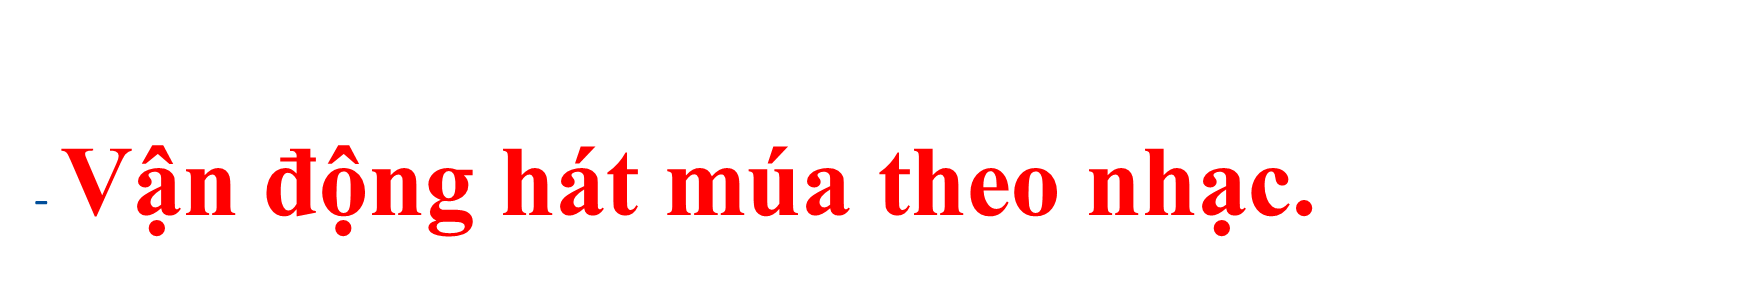 - Vận động hát múa theo nhạc.